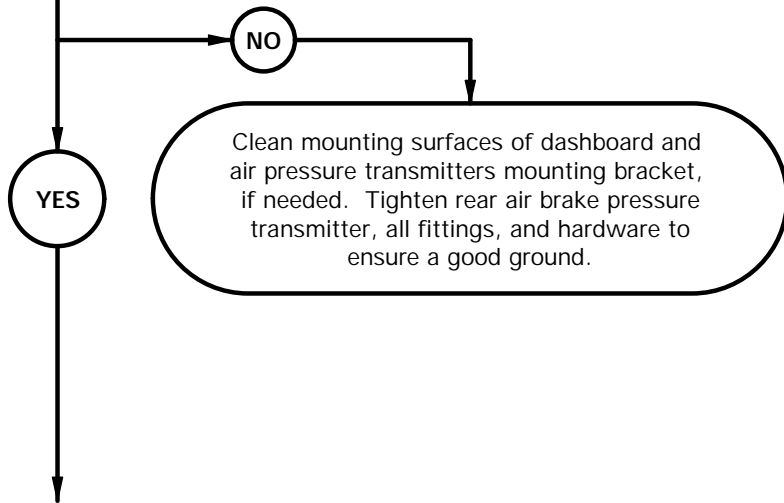 NO
YES
Clean mounting surfaces of dashboard and
air pressure transmitters mounting bracket,
if needed. Tighten rear air brake pressure
transmitter, all fittings, and hardware to
ensure a good ground.